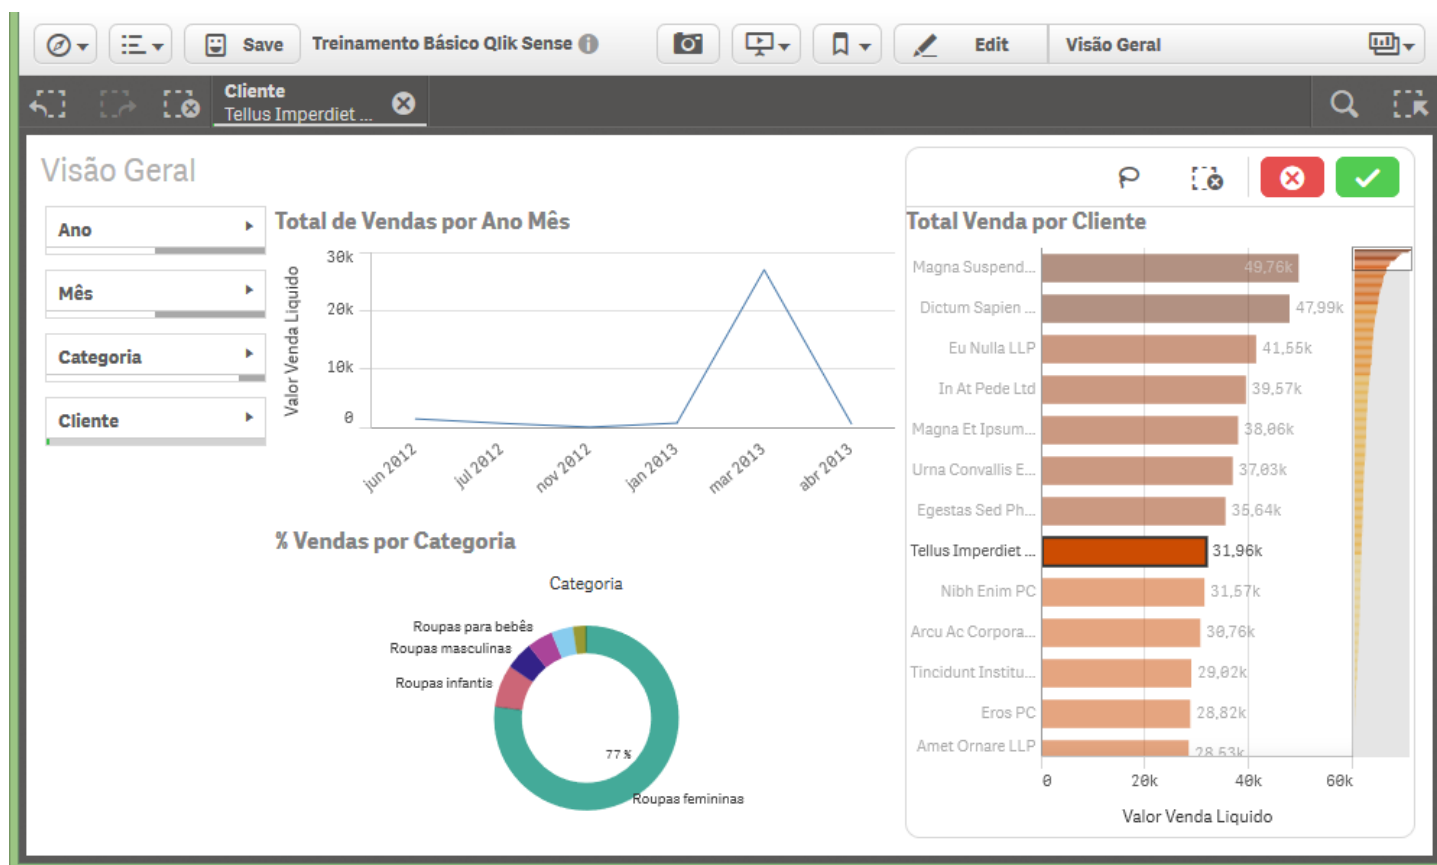 Save
Treinamento Básico Qlik Sense
Edit
Visão Geral
Cliente
Tellus Imperdiet ...
Visão Geral
Ano
Mês
Categoria
Cliente
Total de Vendas por Ano Mês
Valor Venda Liquido
30k
20k
10k
0
jun 2012
jul 2012
nov 2012
jan 2013
mar 2013
abr 2013
% Vendas por Categoria
Categoria
Roupas para bebês
Roupas masculinas
Roupas infantis
77%
Roupas femininas
Total Venda por Cliente
Magna Suspend... 49,76k
Dictum Sapien ... 47,99k
Eu Nulla LLP 41,55k
In At Pede Ltd 39,57k
Magna Et Ipsum... 38,06k
Urna Convallis E... 37,03k
Egestas Sed Ph... 35,64k
Tellus Imperdiet ... 31,96k
Nibh Enim PC 31,57k
Arcu Ac Corpora... 30,76k
Tincidunt Institu... 29,02k
Eros PC 28,82k
Amet Ornare LLP 28,53k
0 20k 40k 60k
Valor Venda Liquido